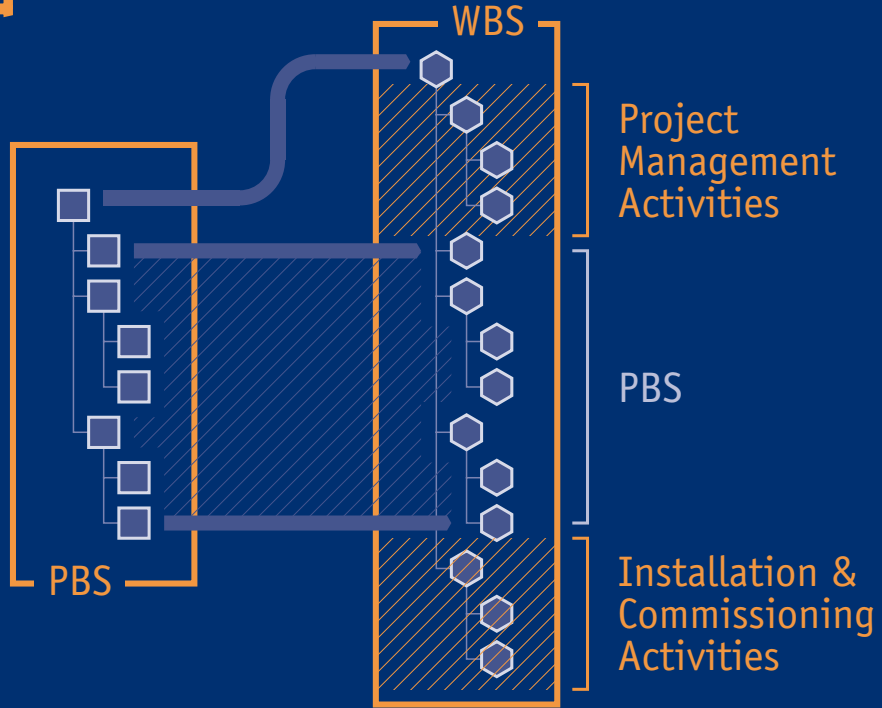 WBS
Project
Management
Activities
PBS
PBS
Installation &
Commissioning
Activities